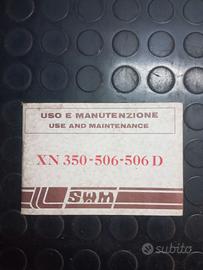 USO E MANUTENZIONE
USE AND MAINTENANCE
XN 350-506-506 D
SWM
subito